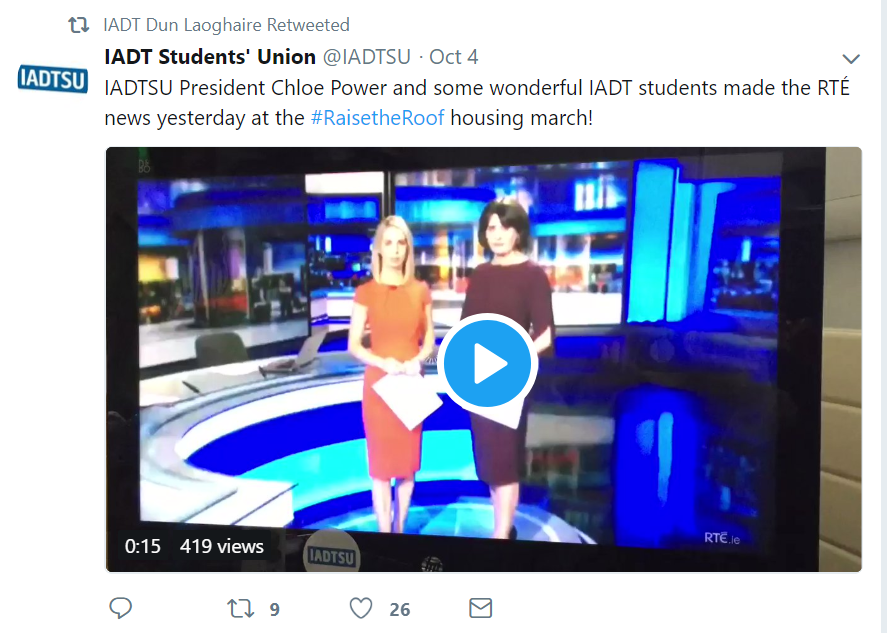 IADT Dun Laoghaire Retweeted
IADT Students' Union @IADTSU · Oct 4
IADTSU
IADTSU President Chloe Power and some wonderful IADT students made the RTÉ
news yesterday at the #RaisetheRoof housing march!
RTÉ.ie
0:15 419 views
IADTSU
9 26